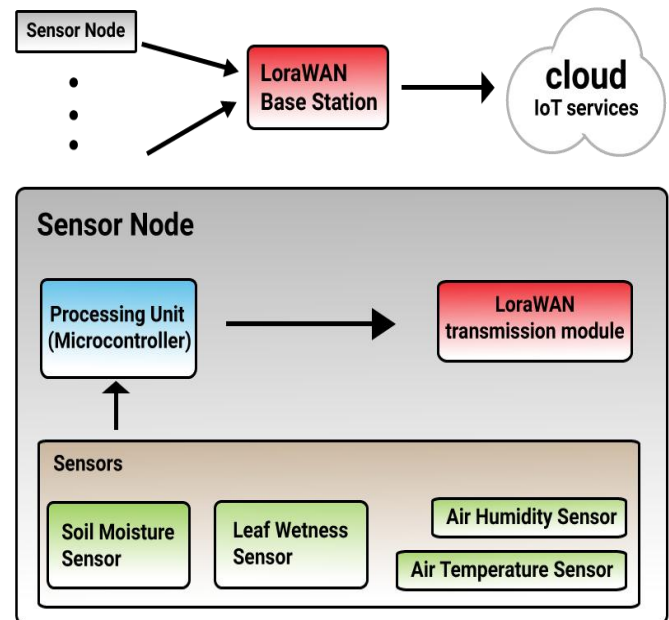 Sensor Node
LoraWAN
Base Station
cloud
IoT services
Sensor Node
Processing Unit
(Microcontroller)
LoraWAN
transmission module
Sensors
Soil Moisture
Sensor
Leaf Wetness
Sensor
Air Humidity Sensor
Air Temperature Sensor